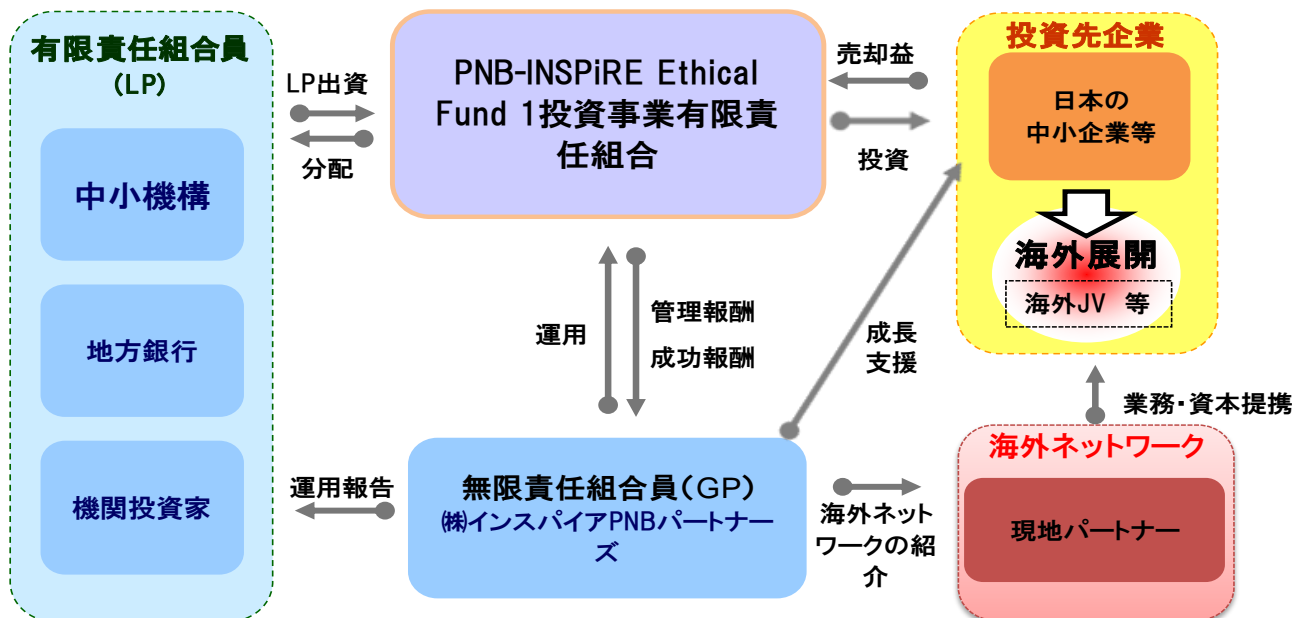 有限責任組合員
(LP)
中小機構
地方銀行
機関投資家
LP出資
分配
PNB-INSPiRE Ethical
Fund 1投資事業有限責
任組合
売却益
投資
投資先企業
日本の
中小企業等
海外展開
海外JV 等
運用
管理報酬
成功報酬
成長
支援
業務・資本提携
運用報告
無限責任組合員(GP)
㈱インスパイアPNBパートナー
ズ
海外ネット
ワークの紹
介
海外ネットワーク
現地パートナー